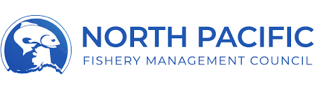 NORTH PACIFIC
FISHERY MANAGEMENT COUNCIL